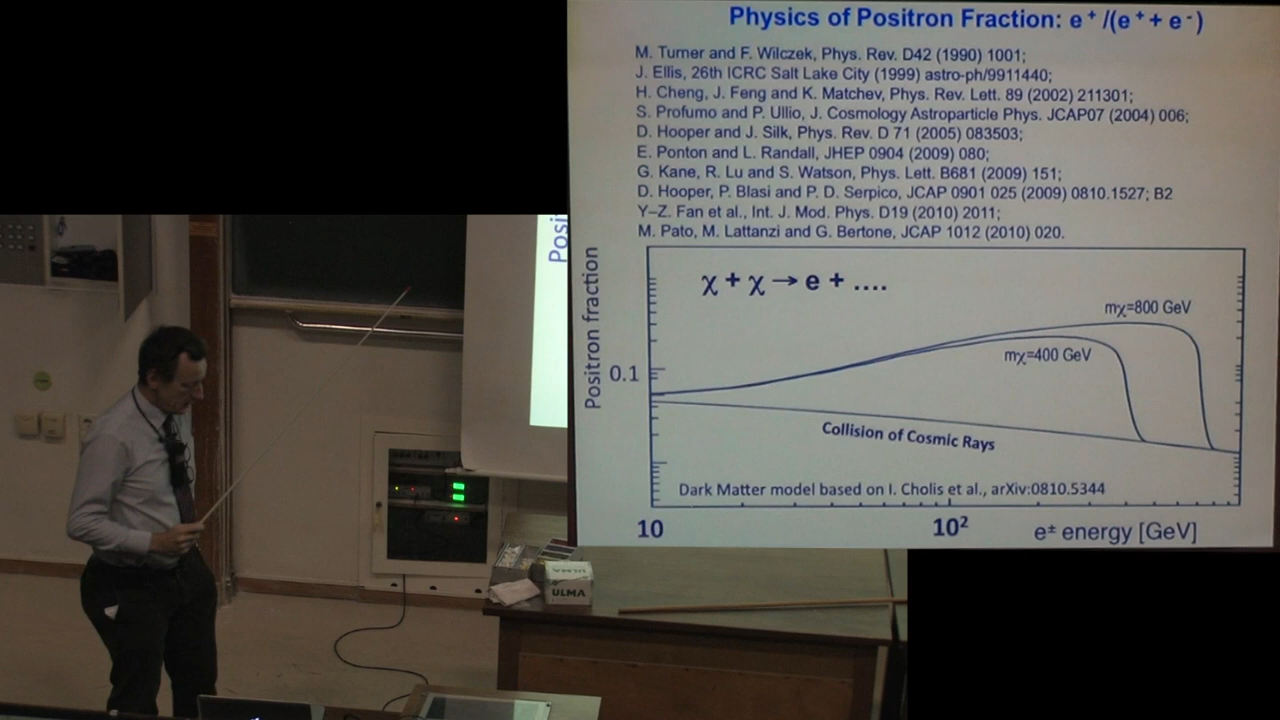 Physics of Positron Fraction: e⁺/(e⁺ + e⁻)
M. Turner and F. Wilczek, Phys. Rev. D42 (1990) 1001;
J. Ellis, 26th ICRC Salt Lake City (1999) astro-ph/9911440;
H. Cheng, J. Feng and K. Matchev, Phys. Rev. Lett. 89 (2002) 211301;
S. Profumo and P. Ullio, J. Cosmology Astroparticle Phys. JCAP07 (2004) 006;
D. Hooper and J. Silk, Phys. Rev. D 71 (2005) 083503;
E. Ponton and L. Randall, JHEP 0904 (2009) 080;
G. Kane, R. Lu and S. Watson, Phys. Lett. B681 (2009) 151;
D. Hooper, P. Blasi and P. D. Serpico, JCAP 0901 025 (2009) 0810.1527; B2
Y–Z. Fan et al., Int. J. Mod. Phys. D19 (2010) 2011;
M. Pato, M. Lattanzi and G. Bertone, JCAP 1012 (2010) 020.
Posi
Positron fraction
χ + χ → e + ....
mχ=800 GeV
mχ=400 GeV
0.1
Collision of Cosmic Rays
Dark Matter model based on I. Cholis et al., arXiv:0810.5344
10
10²
e± energy [GeV]
ULMA